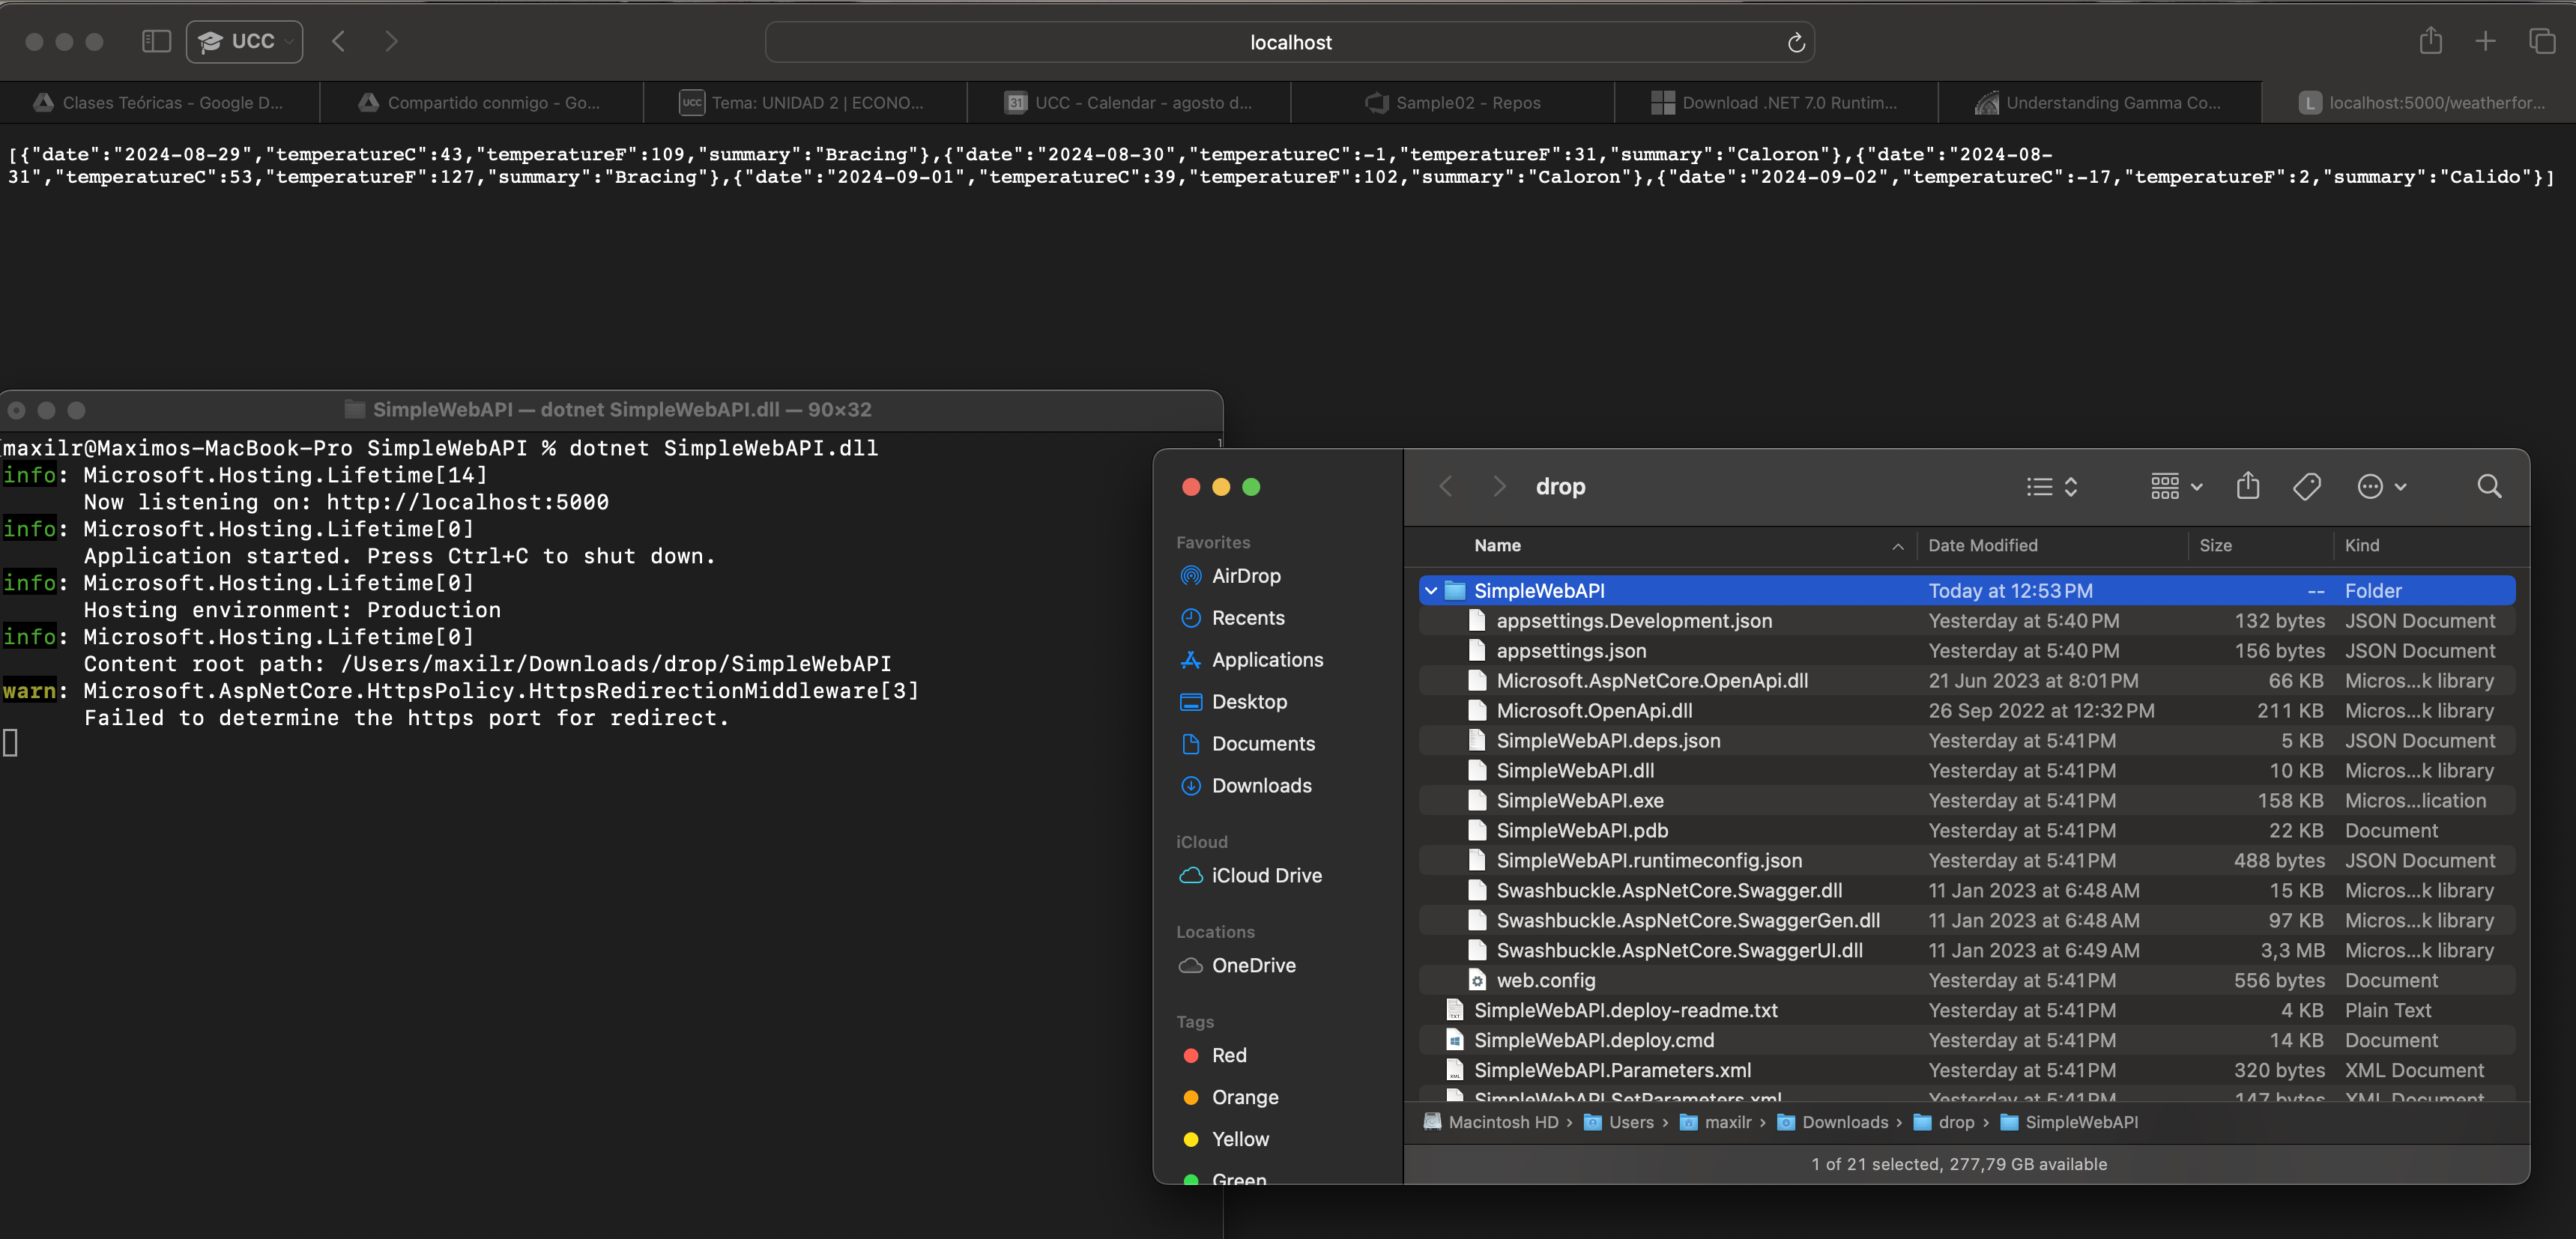 UCC
localhost
Clases Teóricas - Google D...
Compartido conmigo - Go...
UCC Tema: UNIDAD 2 | ECONO...
31 UCC - Calendar - agosto d...
Sample02 - Repos
Download .NET 7.0 Runtim...
Understanding Gamma Co...
L localhost:5000/weatherfor...
[{"date":"2024-08-29","temperatureC":43,"temperatureF":109,"summary":"Bracing"},{"date":"2024-08-30","temperatureC":-1,"temperatureF":31,"summary":"Caloron"},{"date":"2024-08-
31","temperatureC":53,"temperatureF":127,"summary":"Bracing"},{"date":"2024-09-01","temperatureC":39,"temperatureF":102,"summary":"Caloron"},{"date":"2024-09-02","temperatureC":-17,"temperatureF":2,"summary":"Calido"}]
SimpleWebAPI — dotnet SimpleWebAPI.dll — 90×32
[maxilr@Maximos-MacBook-Pro SimpleWebAPI % dotnet SimpleWebAPI.dll ]
info: Microsoft.Hosting.Lifetime[14]
Now listening on: http://localhost:5000
info: Microsoft.Hosting.Lifetime[0]
Application started. Press Ctrl+C to shut down.
info: Microsoft.Hosting.Lifetime[0]
Hosting environment: Production
info: Microsoft.Hosting.Lifetime[0]
Content root path: /Users/maxilr/Downloads/drop/SimpleWebAPI
warn: Microsoft.AspNetCore.HttpsPolicy.HttpsRedirectionMiddleware[3]
Failed to determine the https port for redirect.
Favorites
AirDrop
Recents
Applications
Desktop
Documents
Downloads
iCloud
iCloud Drive
Locations
OneDrive
Tags
Red
Orange
Yellow
Green
drop
Name Date Modified Size Kind
SimpleWebAPI Today at 12:53 PM -- Folder
appsettings.Development.json Yesterday at 5:40 PM 132 bytes JSON Document
appsettings.json Yesterday at 5:40 PM 156 bytes JSON Document
Microsoft.AspNetCore.OpenApi.dll 21 Jun 2023 at 8:01 PM 66 KB Micros...k library
Microsoft.OpenApi.dll 26 Sep 2022 at 12:32 PM 211 KB Micros...k library
SimpleWebAPI.deps.json Yesterday at 5:41 PM 5 KB JSON Document
SimpleWebAPI.dll Yesterday at 5:41 PM 10 KB Micros...k library
SimpleWebAPI.exe Yesterday at 5:41 PM 158 KB Micros...lication
SimpleWebAPI.pdb Yesterday at 5:41 PM 22 KB Document
SimpleWebAPI.runtimeconfig.json Yesterday at 5:41 PM 488 bytes JSON Document
Swashbuckle.AspNetCore.Swagger.dll 11 Jan 2023 at 6:48 AM 15 KB Micros...k library
Swashbuckle.AspNetCore.SwaggerGen.dll 11 Jan 2023 at 6:48 AM 97 KB Micros...k library
Swashbuckle.AspNetCore.SwaggerUI.dll 11 Jan 2023 at 6:49 AM 3,3 MB Micros...k library
web.config Yesterday at 5:41 PM 556 bytes Document
SimpleWebAPI.deploy-readme.txt Yesterday at 5:41 PM 4 KB Plain Text
SimpleWebAPI.deploy.cmd Yesterday at 5:41 PM 14 KB Document
SimpleWebAPI.Parameters.xml Yesterday at 5:41 PM 320 bytes XML Document
SimpleWebAPI.SetParameters.xml Yesterday at 5:41 PM 147 bytes XML Document
Macintosh HD › Users › maxilr › Downloads › drop › SimpleWebAPI
1 of 21 selected, 277,79 GB available